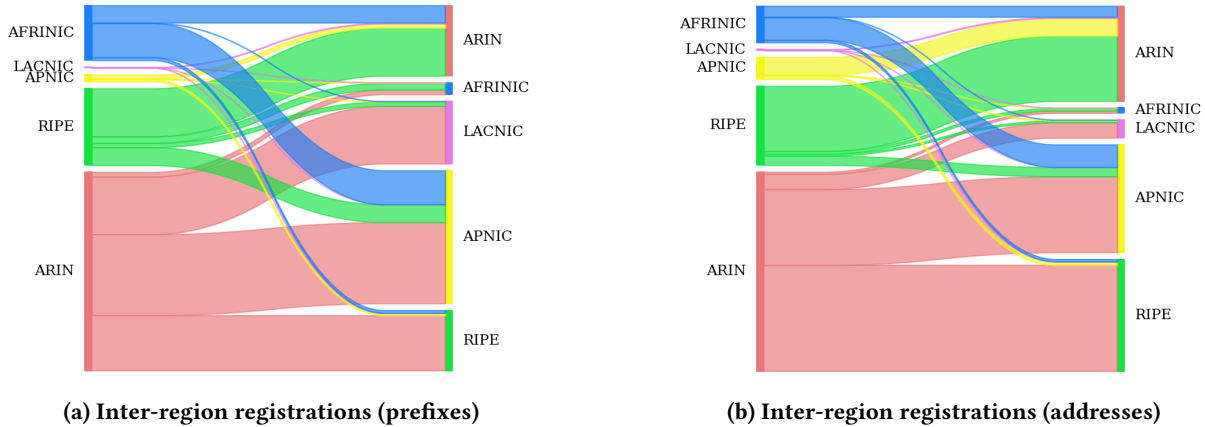 AFRINIC
LACNIC
APNIC
RIPE
ARIN
ARIN
AFRINIC
LACNIC
APNIC
RIPE
(a) Inter-region registrations (prefixes)
AFRINIC
LACNIC
APNIC
RIPE
ARIN
ARIN
AFRINIC
LACNIC
APNIC
RIPE
(b) Inter-region registrations (addresses)